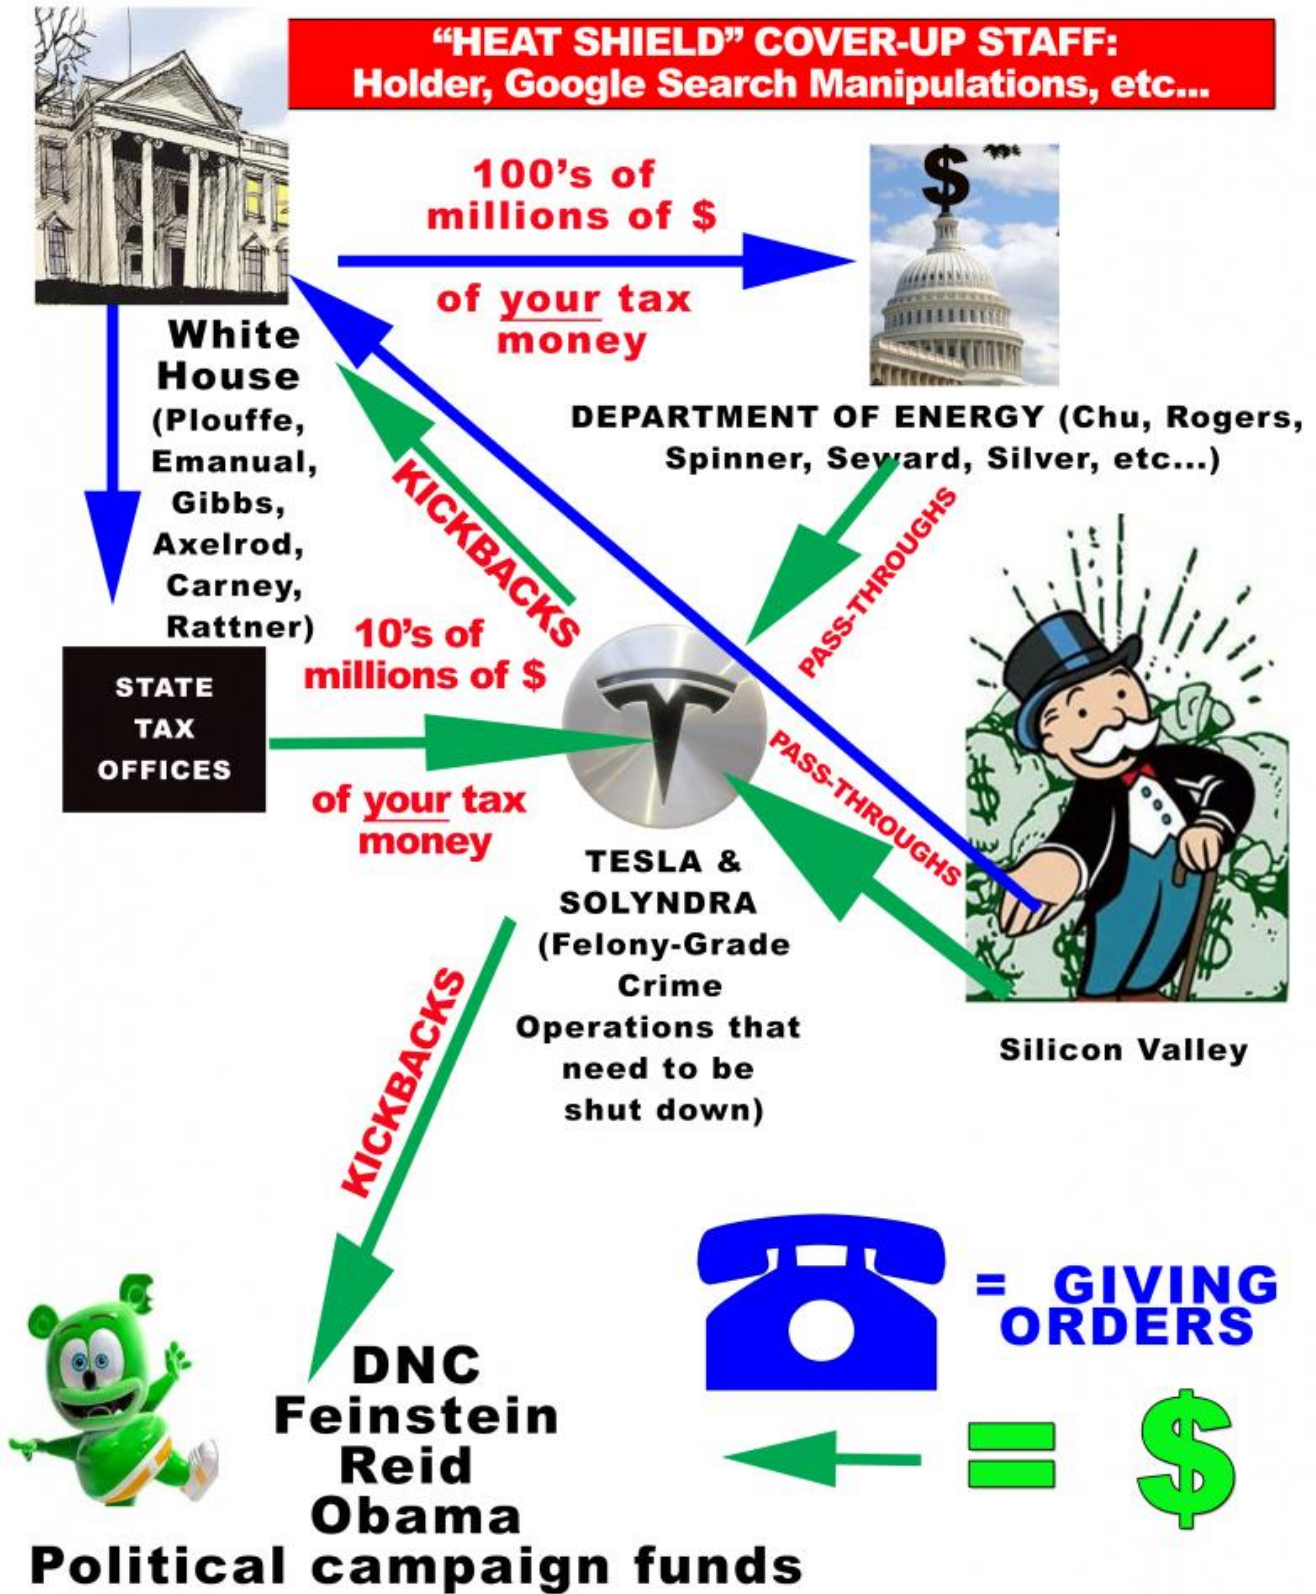 “HEAT SHIELD” COVER-UP STAFF:
Holder, Google Search Manipulations, etc...
100’s of
millions of $
of your tax
money
$
White
House
(Plouffe,
Emanual,
Gibbs,
Axelrod,
Carney,
Rattner)
DEPARTMENT OF ENERGY (Chu, Rogers,
Spinner, Seward, Silver, etc...)
KICKBACKS
PASS-THROUGHS
STATE
TAX
OFFICES
10’s of
millions of $
of your tax
money
PASS-THROUGHS
TESLA &
SOLYNDRA
(Felony-Grade
Crime
Operations that
need to be
shut down)
Silicon Valley
KICKBACKS
= GIVING
ORDERS
= $
DNC
Feinstein
Reid
Obama
Political campaign funds